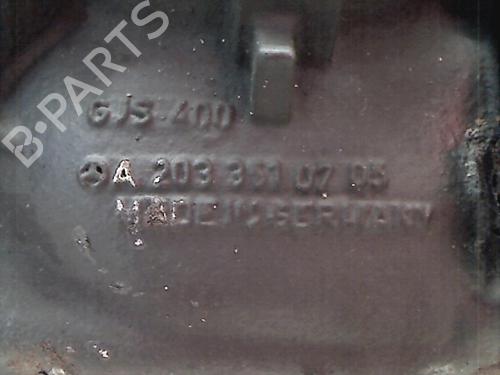 B·PARTS
GJS-400
A 203 351 07 05
MADE IN GERMANY